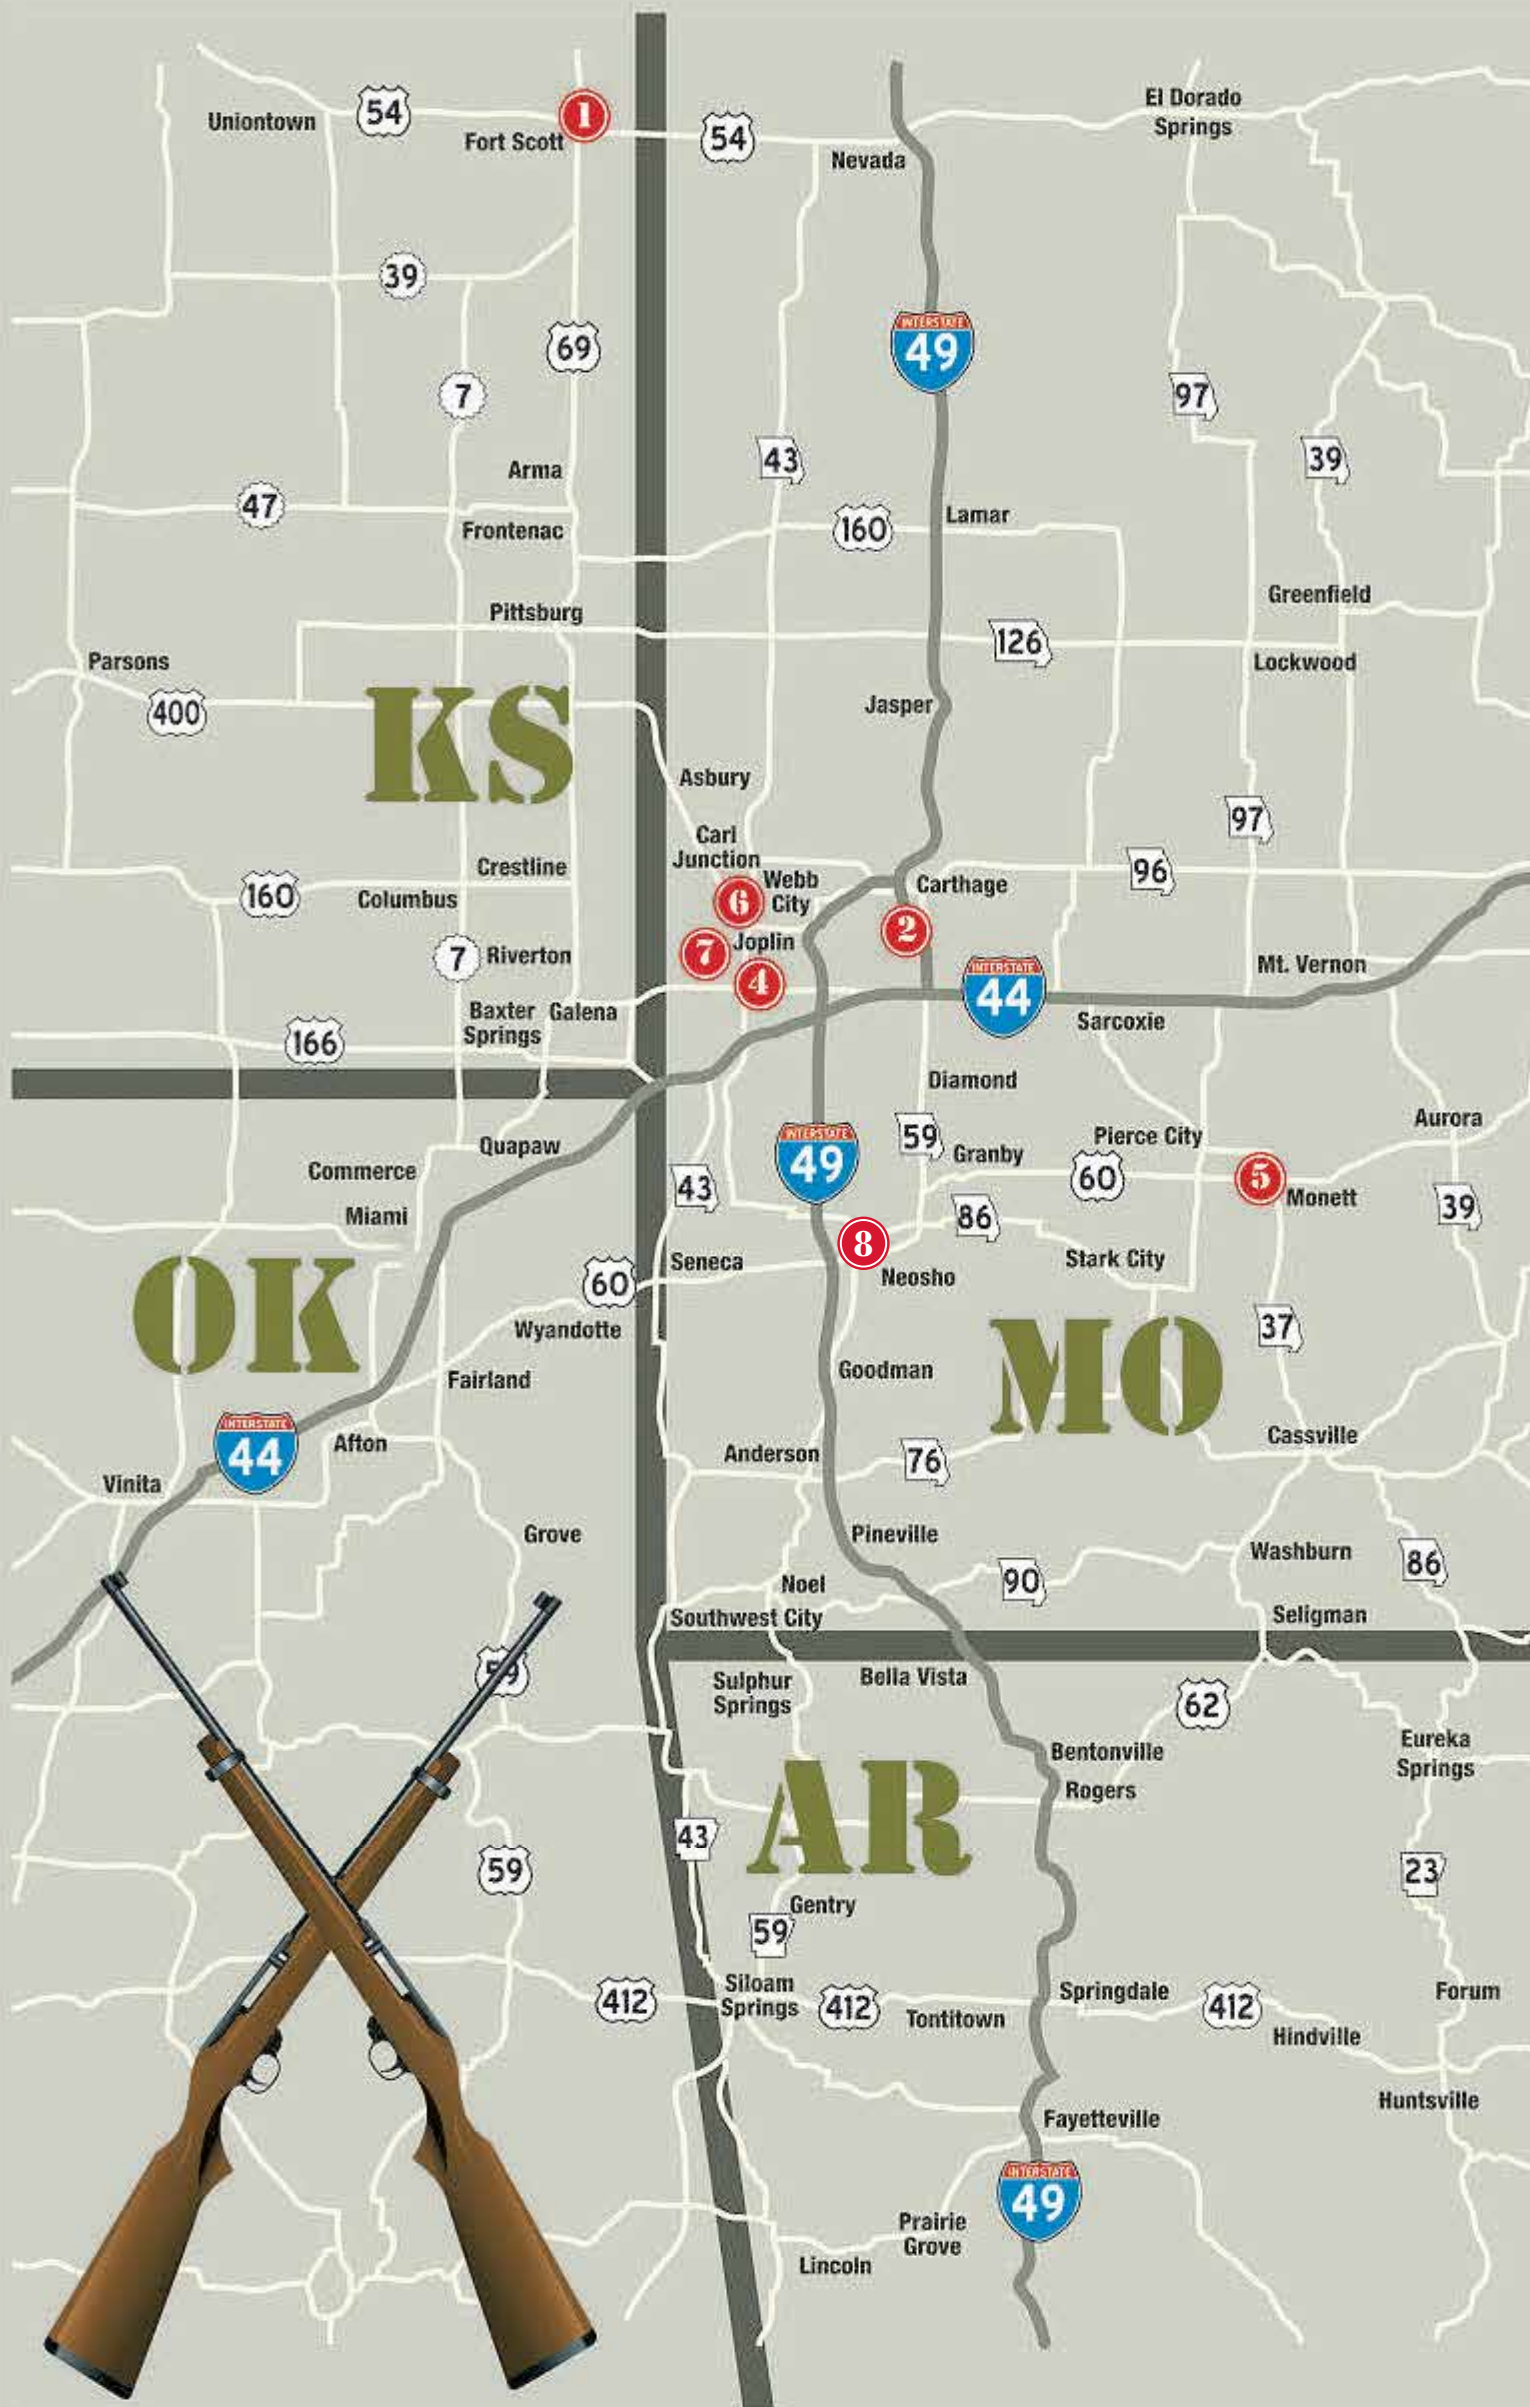 1
El Dorado
Springs
Uniontown
54
Fort Scott
54
Nevada
39
69
INTERSTATE
49
7
97
43
39
Arma
47
Frontenac
160
Lamar
Greenfield
Pittsburg
126
Parsons
Lockwood
400
KS
Jasper
Asbury
97
Carl
Junction
Crestline
Webb
City
96
160
Columbus
6
Carthage
2
7
Riverton
7
Joplin
4
INTERSTATE
44
Mt. Vernon
Baxter
Springs
Galena
Sarcoxie
166
Diamond
Aurora
Quapaw
INTERSTATE
49
59
Granby
Pierce City
60
5
Monett
Commerce
43
86
39
Miami
8
OK
60
Seneca
Neosho
Stark City
Wyandotte
MO
37
Fairland
Goodman
INTERSTATE
44
Afton
Anderson
76
Cassville
Vinita
Grove
Pineville
Washburn
86
Noel
90
Southwest City
Seligman
59
Sulphur
Springs
Bella Vista
62
Bentonville
Eureka
Springs
Rogers
AR
43
59
23
Gentry
59
412
Siloam
Springs
412
Tontitown
Springdale
412
Forum
Hindville
Huntsville
Fayetteville
INTERSTATE
49
Prairie
Grove
Lincoln